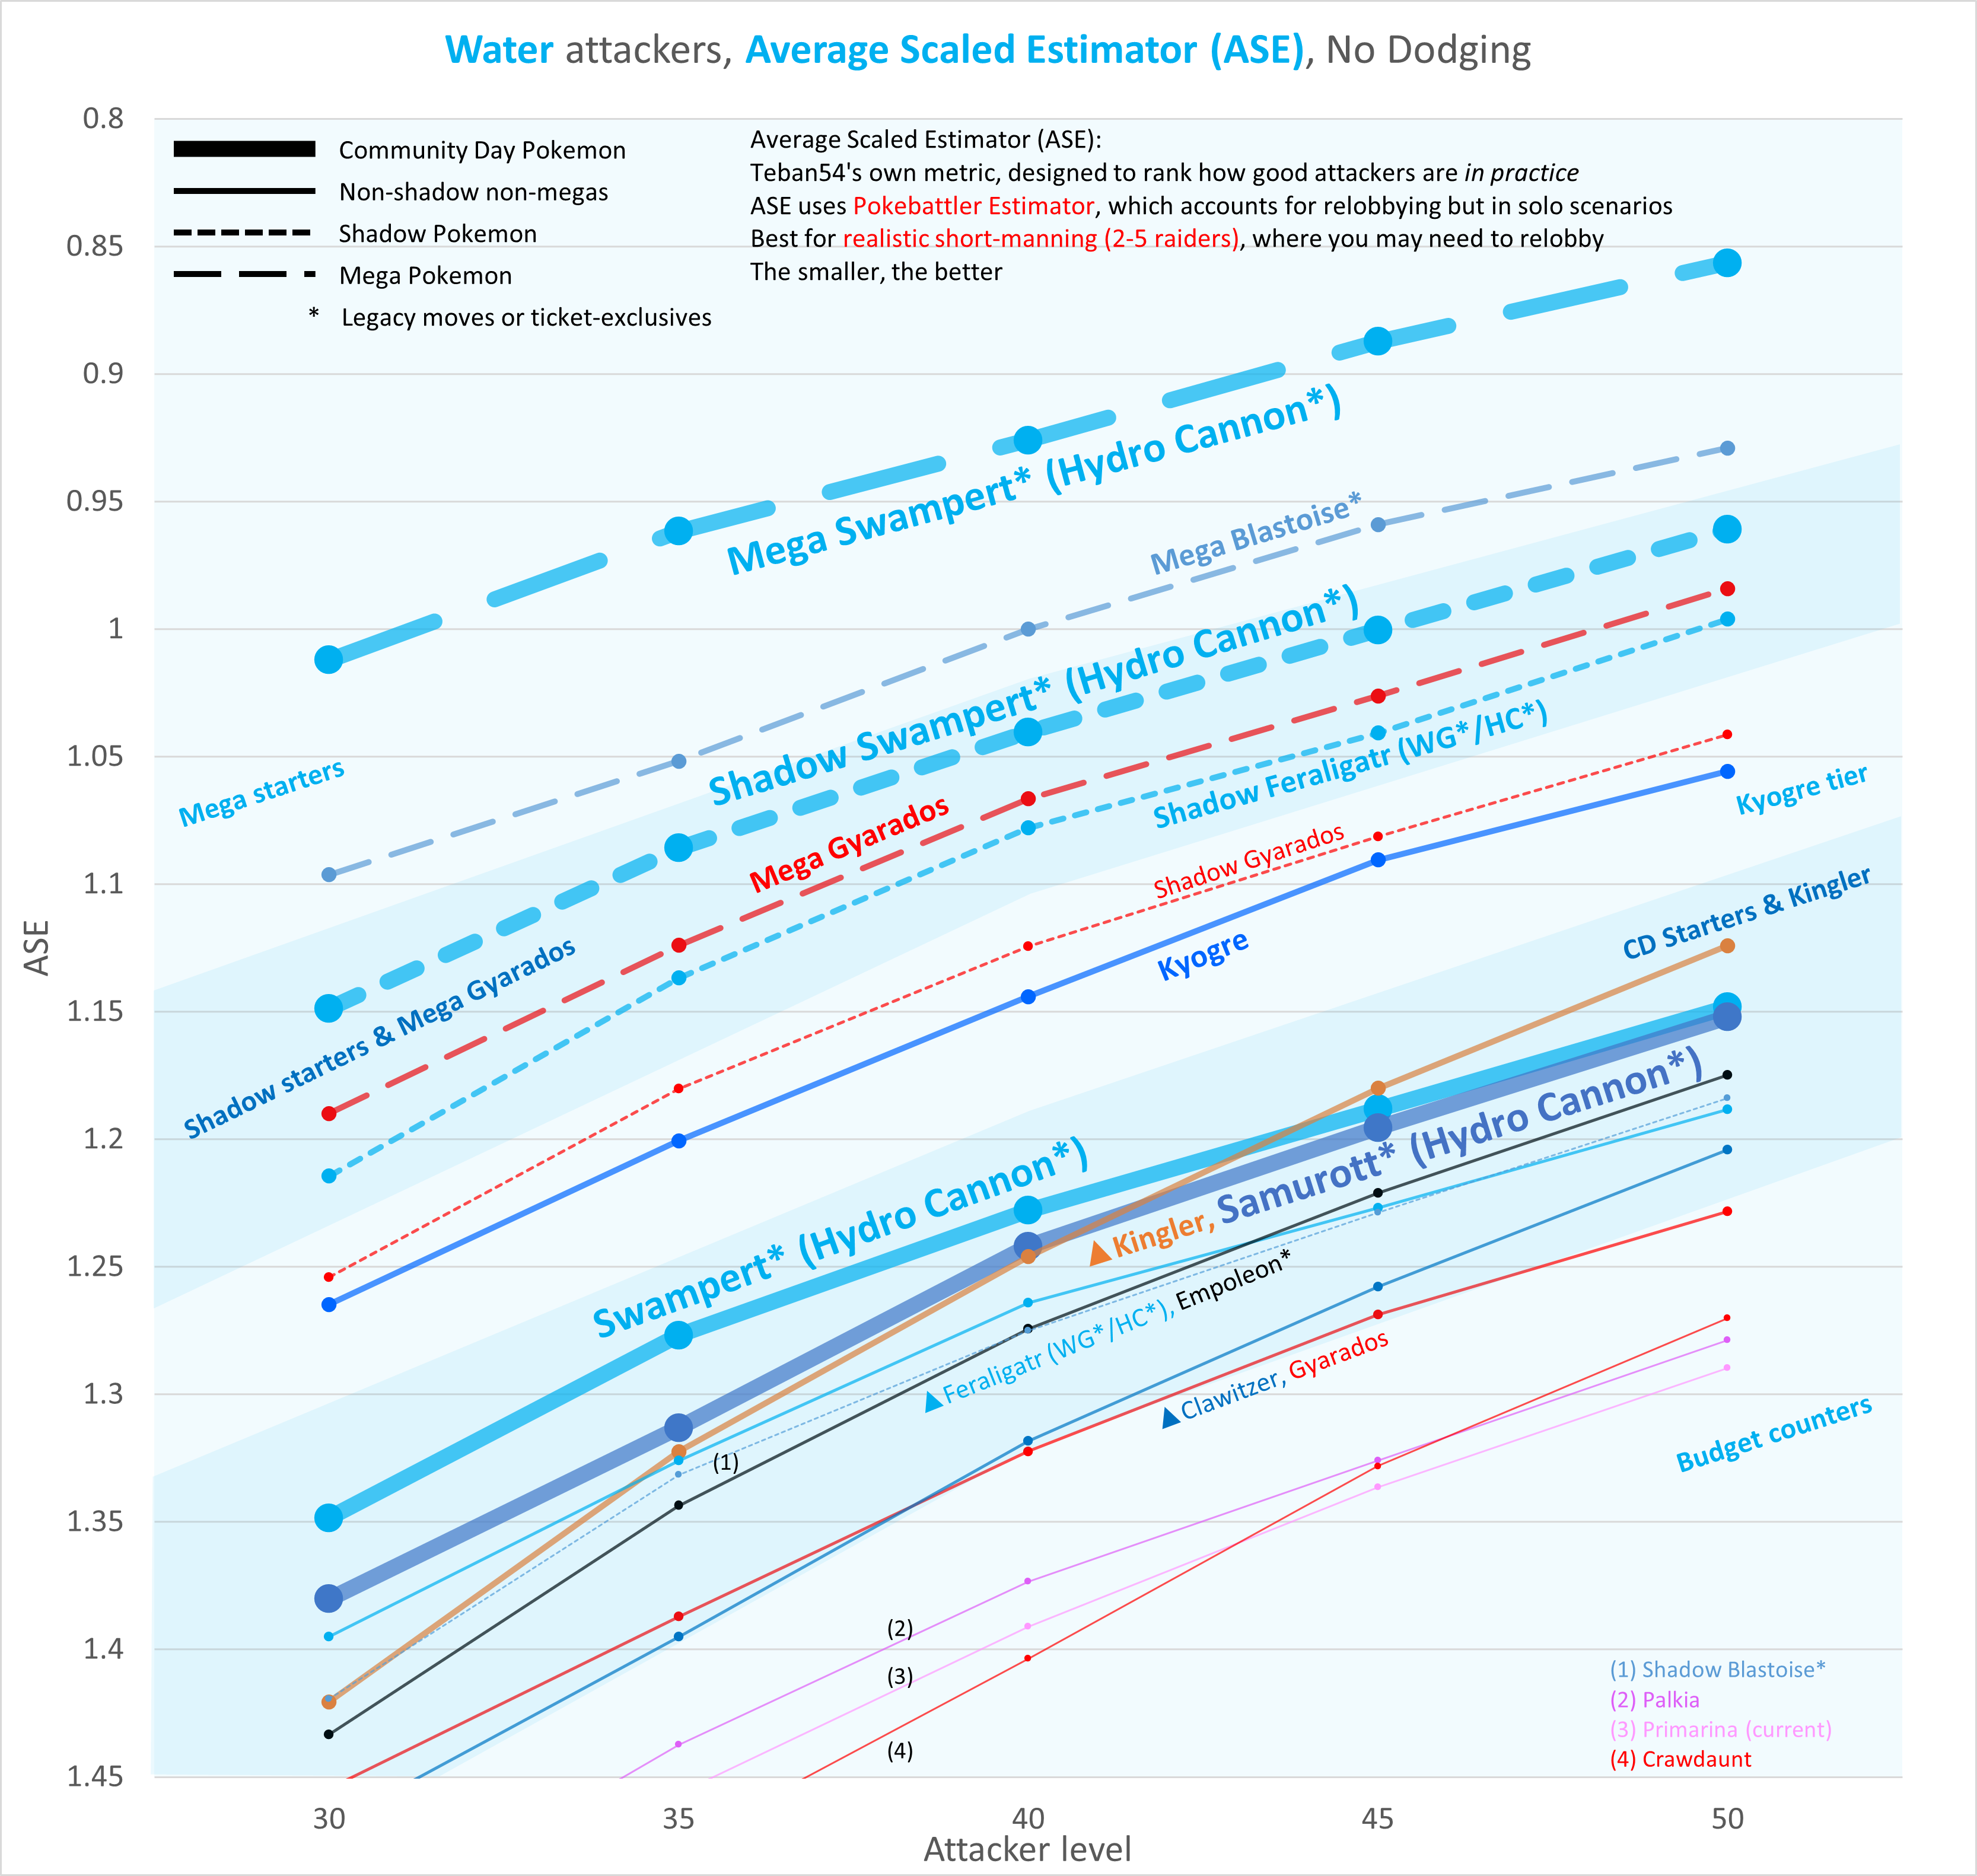 Water attackers, Average Scaled Estimator (ASE), No Dodging
Community Day Pokemon
Non-shadow non-megas
Shadow Pokemon
Mega Pokemon
* Legacy moves or ticket-exclusives
Average Scaled Estimator (ASE):
Teban54's own metric, designed to rank how good attackers are in practice
ASE uses Pokebattler Estimator, which accounts for relobbying but in solo scenarios
Best for realistic short-manning (2-5 raiders), where you may need to relobby
The smaller, the better
0.8
0.85
0.9
0.95
1
1.05
1.1
1.15
1.2
1.25
1.3
1.35
1.4
1.45
ASE
Mega Swampert* (Hydro Cannon*)
Mega Blastoise*
Shadow Swampert* (Hydro Cannon*)
Mega starters
Mega Gyarados
Shadow Feraligatr (WG*/HC*)
Shadow Gyarados
Kyogre tier
Kyogre
CD Starters & Kingler
Shadow starters & Mega Gyarados
Swampert* (Hydro Cannon*)
▲Kingler, Samurott* (Hydro Cannon*)
▲Feraligatr (WG*/HC*), Empoleon*
▲Clawitzer, Gyarados
Budget counters
(1)
(2)
(3)
(4)
(1) Shadow Blastoise*
(2) Palkia
(3) Primarina (current)
(4) Crawdaunt
30 35 40 45 50
Attacker level